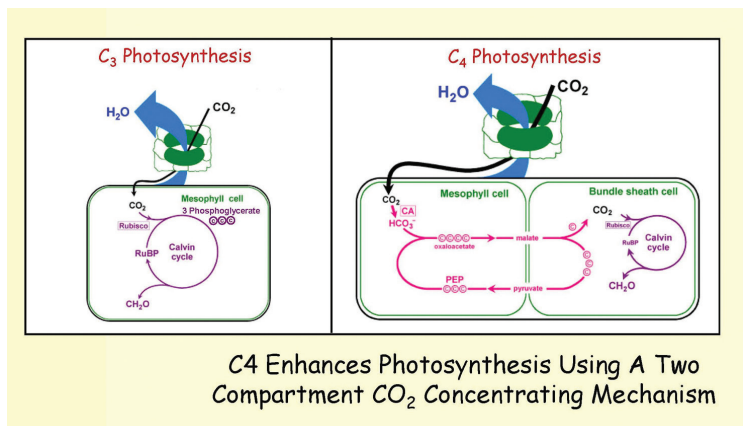 C₃ Photosynthesis
H₂O
CO₂
Mesophyll cell
CO₂
3 Phosphoglycerate
Rubisco
C C C
Calvin
cycle
RuBP
CH₂O
C₄ Photosynthesis
H₂O
CO₂
Mesophyll cell
CO₂
CA
HCO₃⁻
C C C C
oxaloacetate
malate
PEP
C C C
pyruvate
Bundle sheath cell
C
CO₂
Rubisco
Calvin
cycle
RuBP
C
C
C
CH₂O
C4 Enhances Photosynthesis Using A Two
Compartment CO₂ Concentrating Mechanism